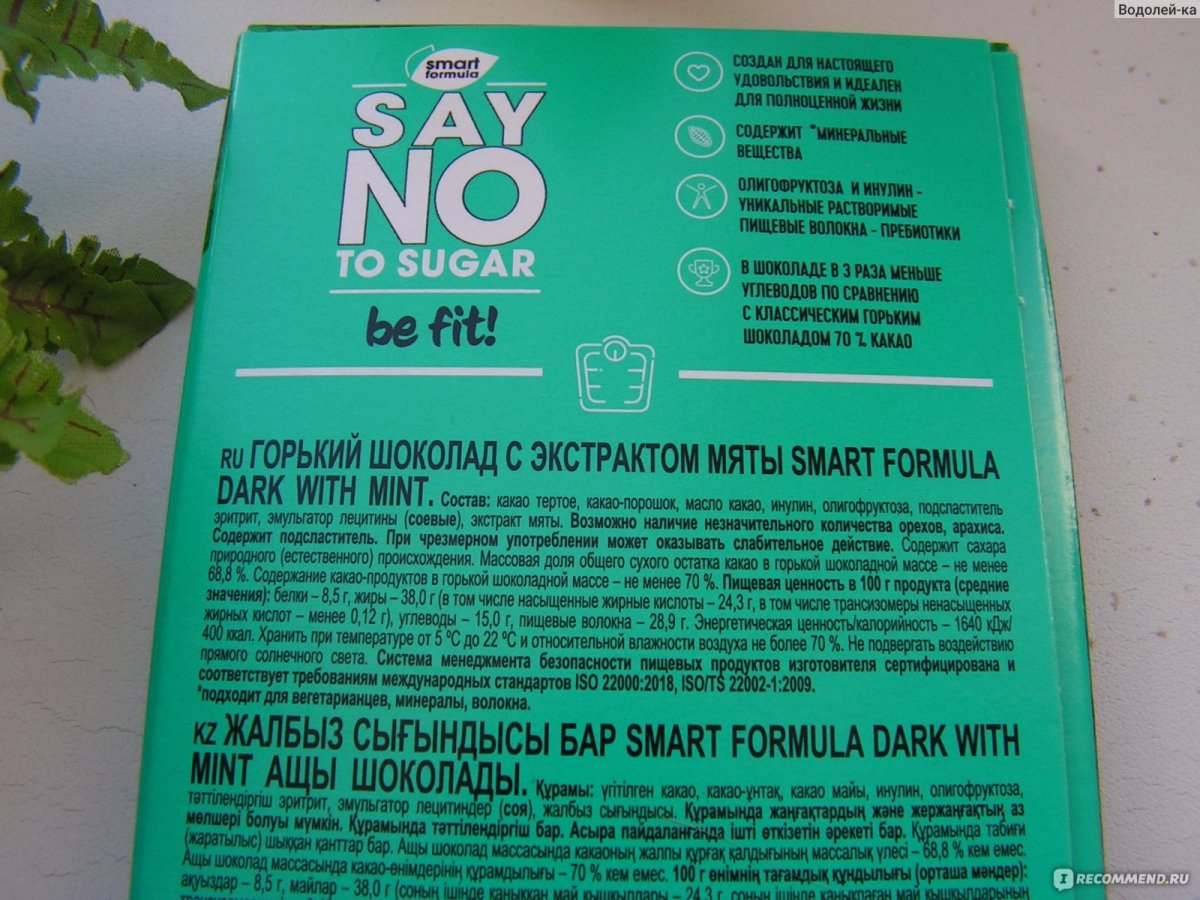 Водолей-ка
smart
formula
SAY
NO
TO SUGAR
be fit!
СОЗДАН ДЛЯ НАСТОЯЩЕГО
УДОВОЛЬСТВИЯ И ИДЕАЛЕН
ДЛЯ ПОЛНОЦЕННОЙ ЖИЗНИ
СОДЕРЖИТ *МИНЕРАЛЬНЫЕ
ВЕЩЕСТВА
ОЛИГОФРУКТОЗА И ИНУЛИН -
УНИКАЛЬНЫЕ РАСТВОРИМЫЕ
ПИЩЕВЫЕ ВОЛОКНА - ПРЕБИОТИКИ
В ШОКОЛАДЕ В 3 РАЗА МЕНЬШЕ
УГЛЕВОДОВ ПО СРАВНЕНИЮ
С КЛАССИЧЕСКИМ ГОРЬКИМ
ШОКОЛАДОМ 70 % КАКАО
RU ГОРЬКИЙ ШОКОЛАД С ЭКСТРАКТОМ МЯТЫ SMART FORMULA
DARK WITH MINT. Состав: какао тертое, какао-порошок, масло какао, инулин, олигофруктоза, подсластитель
эритрит, эмульгатор лецитины (соевые), экстракт мяты. Возможно наличие незначительного количества орехов, арахиса.
Содержит подсластитель. При чрезмерном употреблении может оказывать слабительное действие. Содержит сахара
природного (естественного) происхождения. Массовая доля общего сухого остатка какао в горькой шоколадной массе – не менее
68,8 %. Содержание какао-продуктов в горькой шоколадной массе – не менее 70 %. Пищевая ценность в 100 г продукта (средние
значения): белки – 8,5 г, жиры – 38,0 г (в том числе насыщенные жирные кислоты – 24,3 г, в том числе трансизомеры ненасыщенных
жирных кислот – менее 0,12 г), углеводы – 15,0 г, пищевые волокна – 28,9 г. Энергетическая ценность/калорийность – 1640 кДж/
400 ккал. Хранить при температуре от 5 ºС до 22 ºС и относительной влажности воздуха не более 70 %. Не подвергать воздействию
прямого солнечного света. Система менеджмента безопасности пищевых продуктов изготовителя сертифицирована и
соответствует требованиям международных стандартов ISO 22000:2018, ISO/TS 22002-1:2009.
*подходит для вегетарианцев, минералы, волокна.
KZ ЖАЛБЫЗ СЫҒЫНДЫСЫ БАР SMART FORMULA DARK WITH
MINT АЩЫ ШОКОЛАДЫ. Құрамы: үгітілген какао, какао-ұнтақ, какао майы, инулин, олигофруктоза,
тәттілендіргіш эритрит, эмульгатор лецитиндер (соя), жалбыз сығындысы. Құрамында жаңғақтардың және жержаңғақтың аз
мөлшері болуы мүмкін. Құрамында тәттілендіргіш бар. Асыра пайдаланғанда ішті өткізетін әрекеті бар. Құрамында табиғи
(жаратылыс) шыққан қанттар бар. Ащы шоколад массасында какаоның жалпы құрғақ қалдығының массалық үлесі – 68,8 % кем емес.
Ащы шоколад массасында какао-өнімдерінің құрамдылығы – 70 % кем емес. 100 г өнімнің тағамдық құндылығы (орташа мәндер):
ақуыздар – 8,5 г, майлар – 38,0 г (соның ішінде қаныққан май қышқылдары – 24,3 г, соның ішінде қанықпаған май қышқылдарының
IRECOMMEND.RU